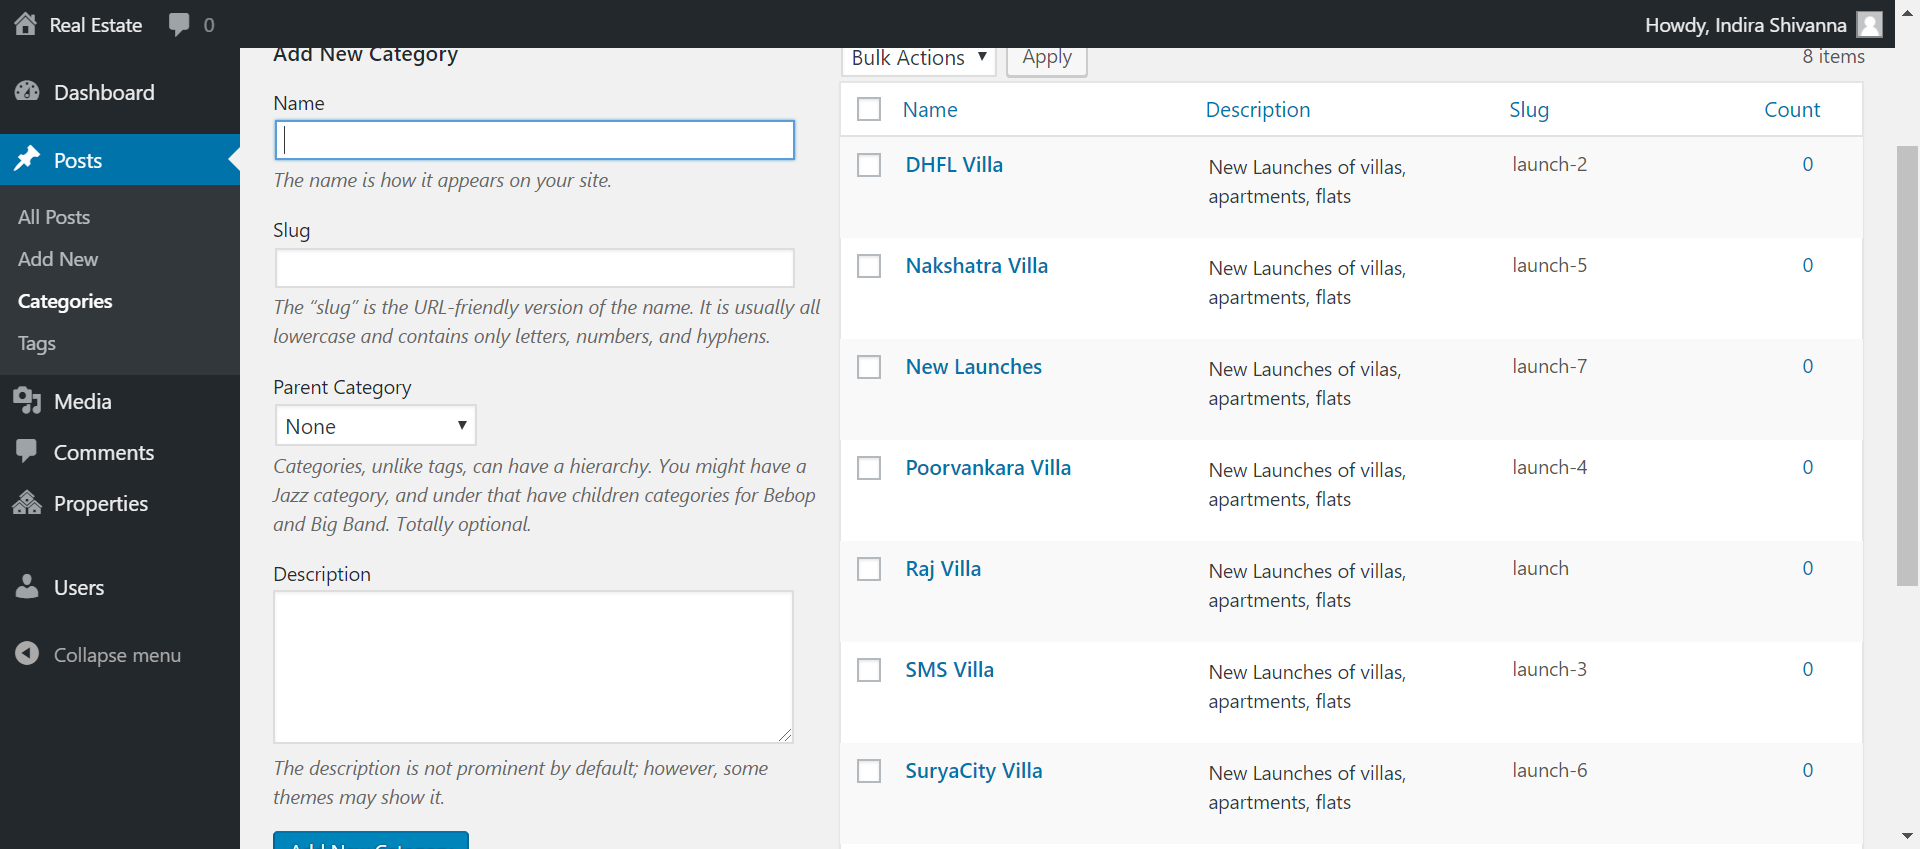 Real Estate
0
Howdy, Indira Shivanna
Dashboard
Posts
All Posts
Add New
Categories
Tags
Media
Comments
Properties
Users
Collapse menu
Add New Category
Name
The name is how it appears on your site.
Slug
The “slug” is the URL-friendly version of the name. It is usually all
lowercase and contains only letters, numbers, and hyphens.
Parent Category
None
Categories, unlike tags, can have a hierarchy. You might have a
Jazz category, and under that have children categories for Bebop
and Big Band. Totally optional.
Description
The description is not prominent by default; however, some
themes may show it.
Add New Category
Bulk Actions
Apply
8 items
Name Description Slug Count
DHFL Villa New Launches of villas, launch-2 0
apartments, flats
Nakshatra Villa New Launches of villas, launch-5 0
apartments, flats
New Launches New Launches of vilas, launch-7 0
apartments, flats
Poorvankara Villa New Launches of villas, launch-4 0
apartments, flats
Raj Villa New Launches of villas, launch 0
apartments, flats
SMS Villa New Launches of villas, launch-3 0
apartments, flats
SuryaCity Villa New Launches of villas, launch-6 0
apartments, flats